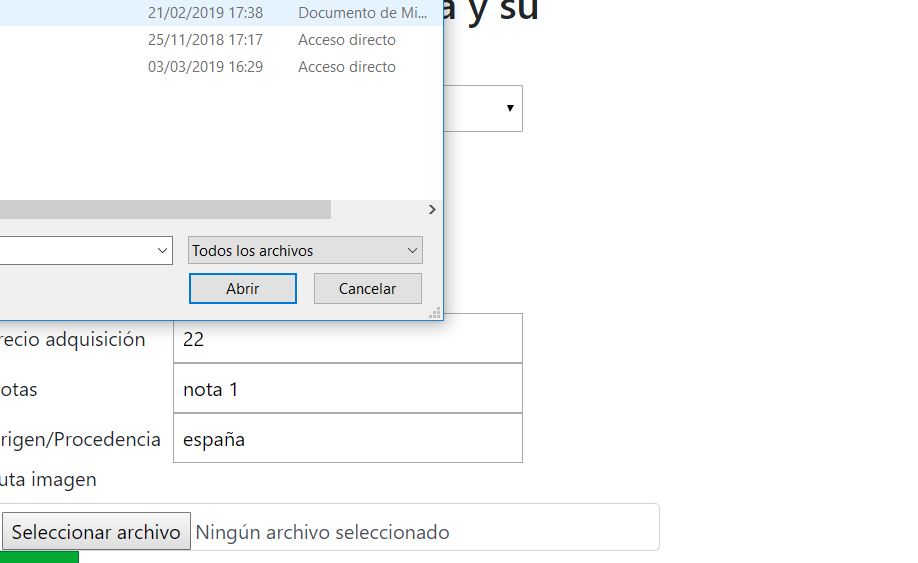 a y su
21/02/2019 17:38 Documento de Mi...
25/11/2018 17:17 Acceso directo
03/03/2019 16:29 Acceso directo
Todos los archivos
Abrir Cancelar
recio adquisición 22
otas nota 1
rigen/Procedencia españa
uta imagen
Seleccionar archivo Ningún archivo seleccionado